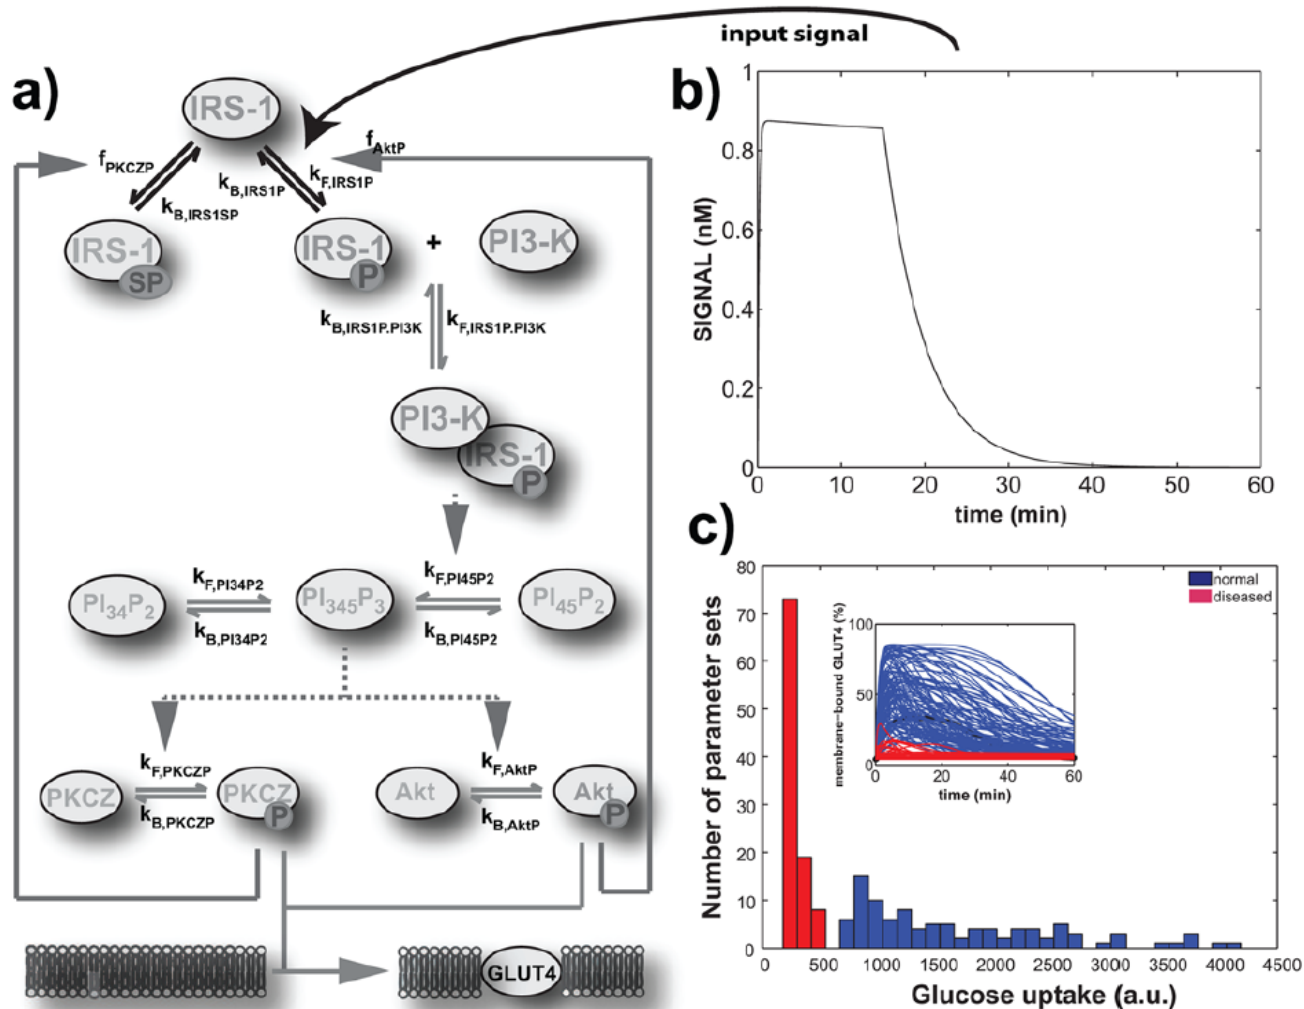 input signal
a)
IRS-1
f_PKCZP
k_B,IRS1SP
k_B,IRS1P
k_F,IRS1P
f_AktP
IRS-1
SP
IRS-1
P
+
PI3-K
k_B,IRS1P.PI3K
k_F,IRS1P.PI3K
PI3-K
IRS-1
P
k_F,PI34P2
k_F,PI45P2
PI_34P_2
PI_345P_3
PI_45P_2
k_B,PI34P2
k_B,PI45P2
k_F,PKCZP
k_F,AktP
PKCZ
PKCZ
P
Akt
Akt
P
k_B,PKCZP
k_B,AktP
GLUT4
b)
1
0.8
0.6
0.4
0.2
0
SIGNAL (nM)
0 10 20 30 40 50 60
time (min)
c)
80
70
60
50
40
30
20
10
0
Number of parameter sets
normal
diseased
membrane-bound GLUT4 (%)
100
50
0
0 20 40 60
time (min)
0 500 1000 1500 2000 2500 3000 3500 4000 4500
Glucose uptake (a.u.)